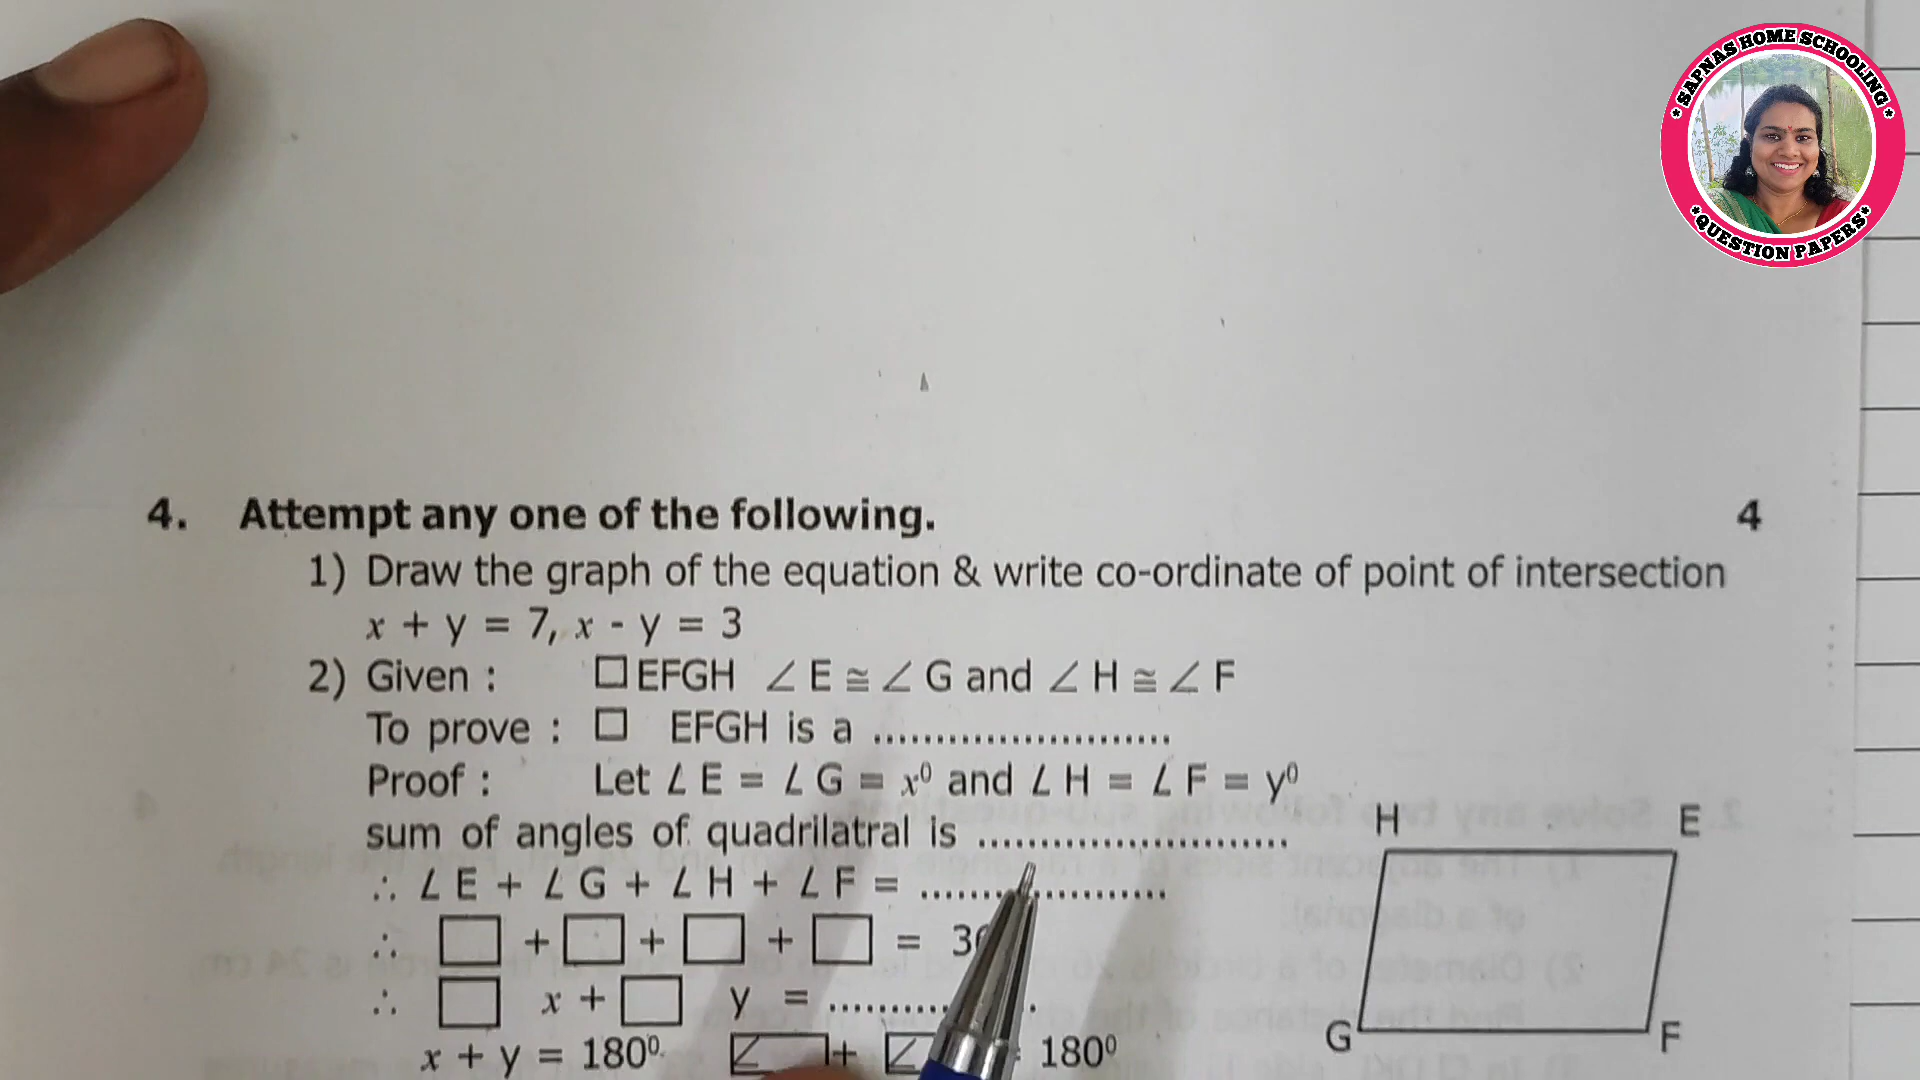 * SAPNAS HOME SCHOOLING *
*QUESTION PAPERS*
4. Attempt any one of the following. 4
1) Draw the graph of the equation & write co-ordinate of point of intersection
x + y = 7, x - y = 3
2) Given : □ EFGH ∠ E ≅ ∠ G and ∠ H ≅ ∠ F
To prove : □ EFGH is a ........................
Proof : Let ∠ E = ∠ G = x⁰ and ∠ H = ∠ F = y⁰
sum of angles of quadrilatral is .........................
∴ ∠ E + ∠ G + ∠ H + ∠ F = ....................
∴ □ + □ + □ + □ =
∴ □ x + □ y = ..........
x + y = 180⁰ ∠ + ∠ = 180⁰
H E
G F